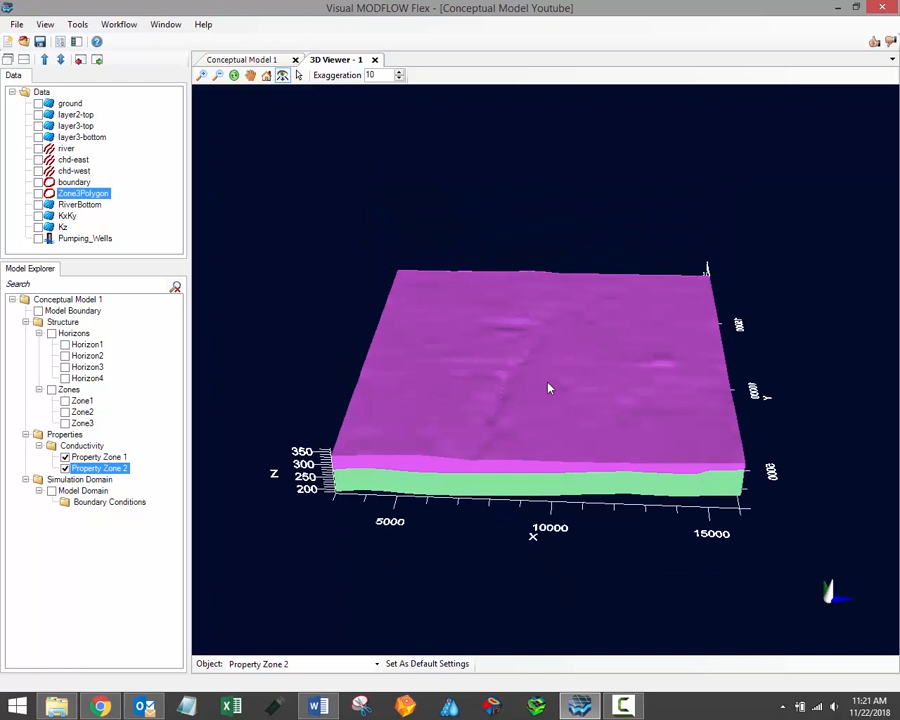 Visual MODFLOW Flex - [Conceptual Model Youtube]
File View Tools Workflow Window Help
Data
Conceptual Model 1
3D Viewer - 1
Exaggeration 10
Data
ground
layer2-top
layer3-top
layer3-bottom
river
chd-east
chd-west
boundary
Zone3Polygon
RiverBottom
KxKy
Kz
Pumping_Wells
Model Explorer
Search
Conceptual Model 1
Model Boundary
Structure
Horizons
Horizon1
Horizon2
Horizon3
Horizon4
Zones
Zone1
Zone2
Zone3
Properties
Conductivity
Property Zone 1
Property Zone 2
Simulation Domain
Model Domain
Boundary Conditions
Z
350
300
250
200
5000
10000
15000
X
Y
Object: Property Zone 2
Set As Default Settings
11:21 AM
11/22/2018